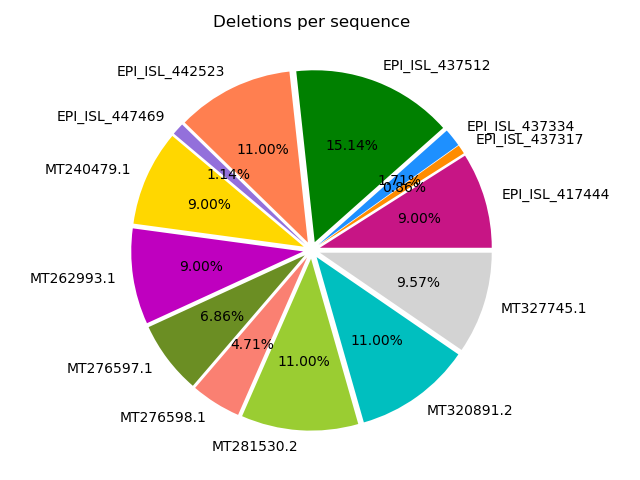 Deletions per sequence
EPI_ISL_437512
EPI_ISL_442523
EPI_ISL_437334
EPI_ISL_437317
EPI_ISL_447469
MT240479.1
EPI_ISL_417444
MT262993.1
MT327745.1
MT276597.1
MT276598.1
MT320891.2
MT281530.2
15.14%
11.00%
1.14%
1.71%
0.86%
9.00%
9.00%
9.00%
9.57%
6.86%
4.71%
11.00%
11.00%